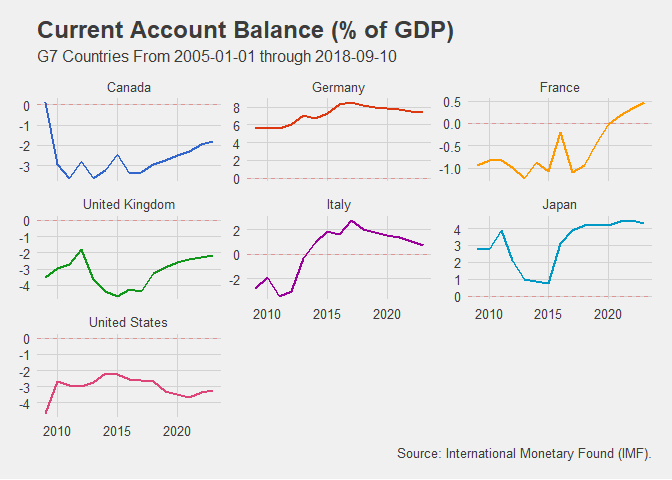 Current Account Balance (% of GDP)
G7 Countries From 2005-01-01 through 2018-09-10
Canada
Germany
France
0
-1
-2
-3
8
6
4
2
0
0.5
0.0
-0.5
-1.0
United Kingdom
Italy
Japan
0
-1
-2
-3
-4
2
0
-2
4
3
2
1
0
2010 2015 2020
2010 2015 2020
United States
0
-1
-2
-3
-4
2010 2015 2020
Source: International Monetary Found (IMF).